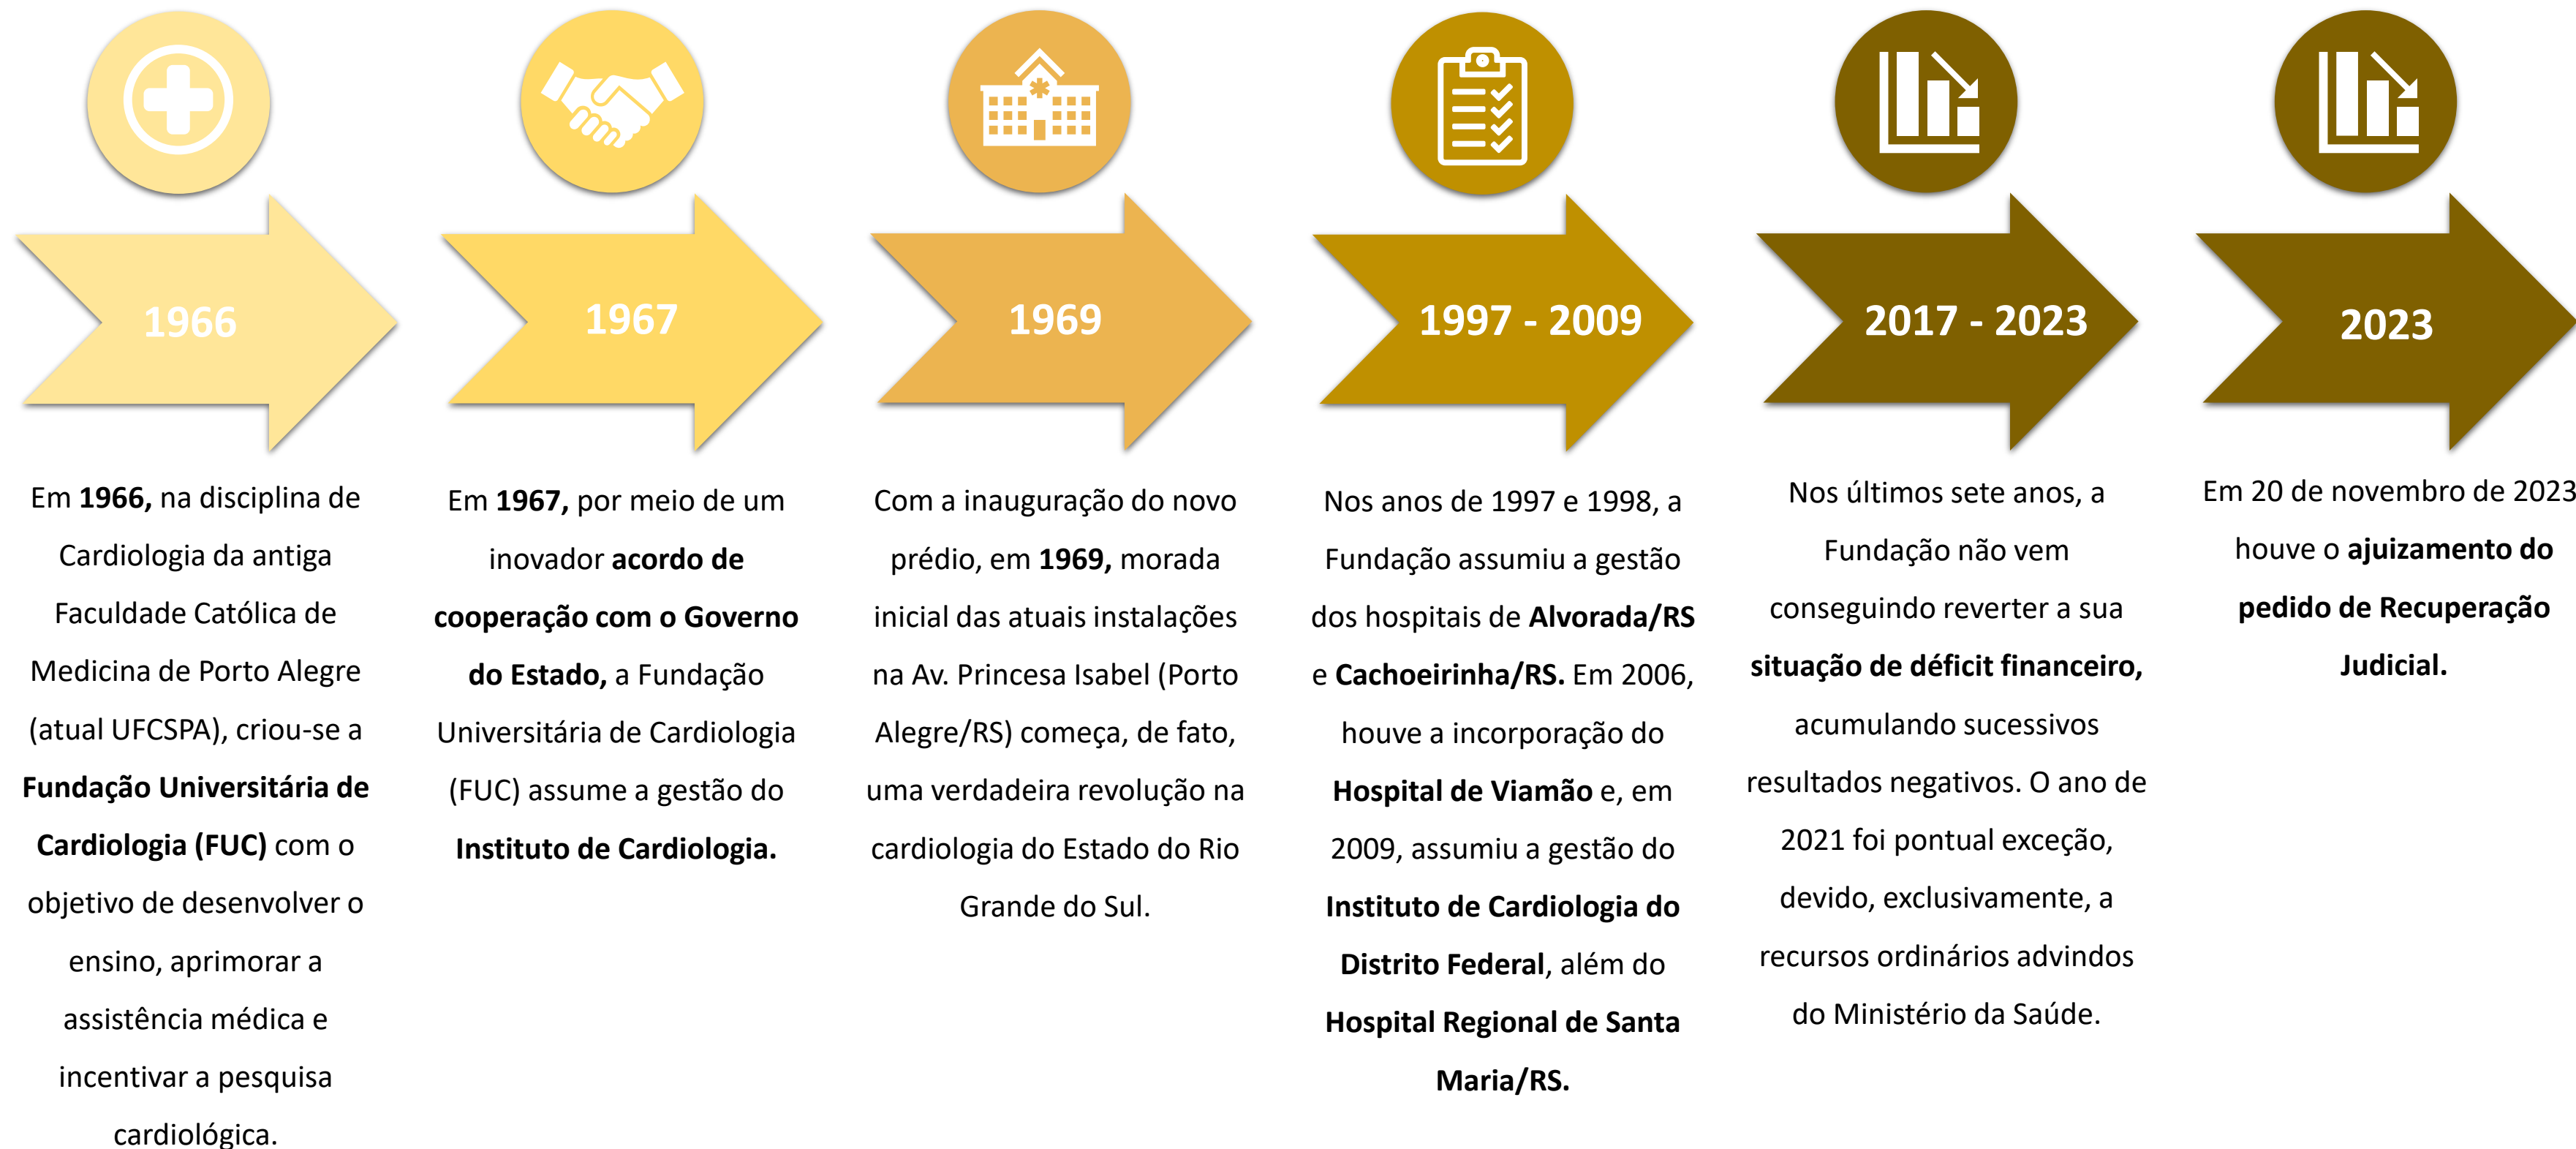 1966
Em 1966, na disciplina de
Cardiologia da antiga
Faculdade Católica de
Medicina de Porto Alegre
(atual UFCSPA), criou-se a
Fundação Universitária de
Cardiologia (FUC) com o
objetivo de desenvolver o
ensino, aprimorar a
assistência médica e
incentivar a pesquisa
cardiológica.
1967
Em 1967, por meio de um
inovador acordo de
cooperação com o Governo
do Estado, a Fundação
Universitária de Cardiologia
(FUC) assume a gestão do
Instituto de Cardiologia.
1969
Com a inauguração do novo
prédio, em 1969, morada
inicial das atuais instalações
na Av. Princesa Isabel (Porto
Alegre/RS) começa, de fato,
uma verdadeira revolução na
cardiologia do Estado do Rio
Grande do Sul.
1997 - 2009
Nos anos de 1997 e 1998, a
Fundação assumiu a gestão
dos hospitais de Alvorada/RS
e Cachoeirinha/RS. Em 2006,
houve a incorporação do
Hospital de Viamão e, em
2009, assumiu a gestão do
Instituto de Cardiologia do
Distrito Federal, além do
Hospital Regional de Santa
Maria/RS.
2017 - 2023
Nos últimos sete anos, a
Fundação não vem
conseguindo reverter a sua
situação de déficit financeiro,
acumulando sucessivos
resultados negativos. O ano de
2021 foi pontual exceção,
devido, exclusivamente, a
recursos ordinários advindos
do Ministério da Saúde.
2023
Em 20 de novembro de 2023
houve o ajuizamento do
pedido de Recuperação
Judicial.